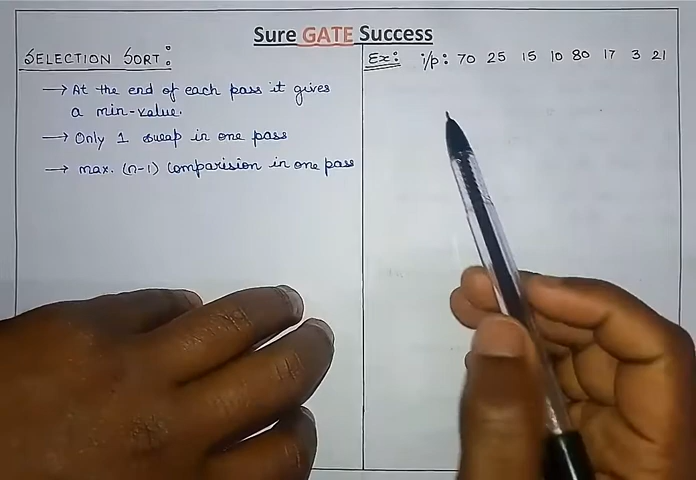 Sure GATE Success
SELECTION SORT:
→ At the end of each pass it gives
a min-value.
→ Only 1 swap in one pass
→ max. (n-1) comparision in one pass
Ex: i/p: 70 25 15 10 80 17 3 21